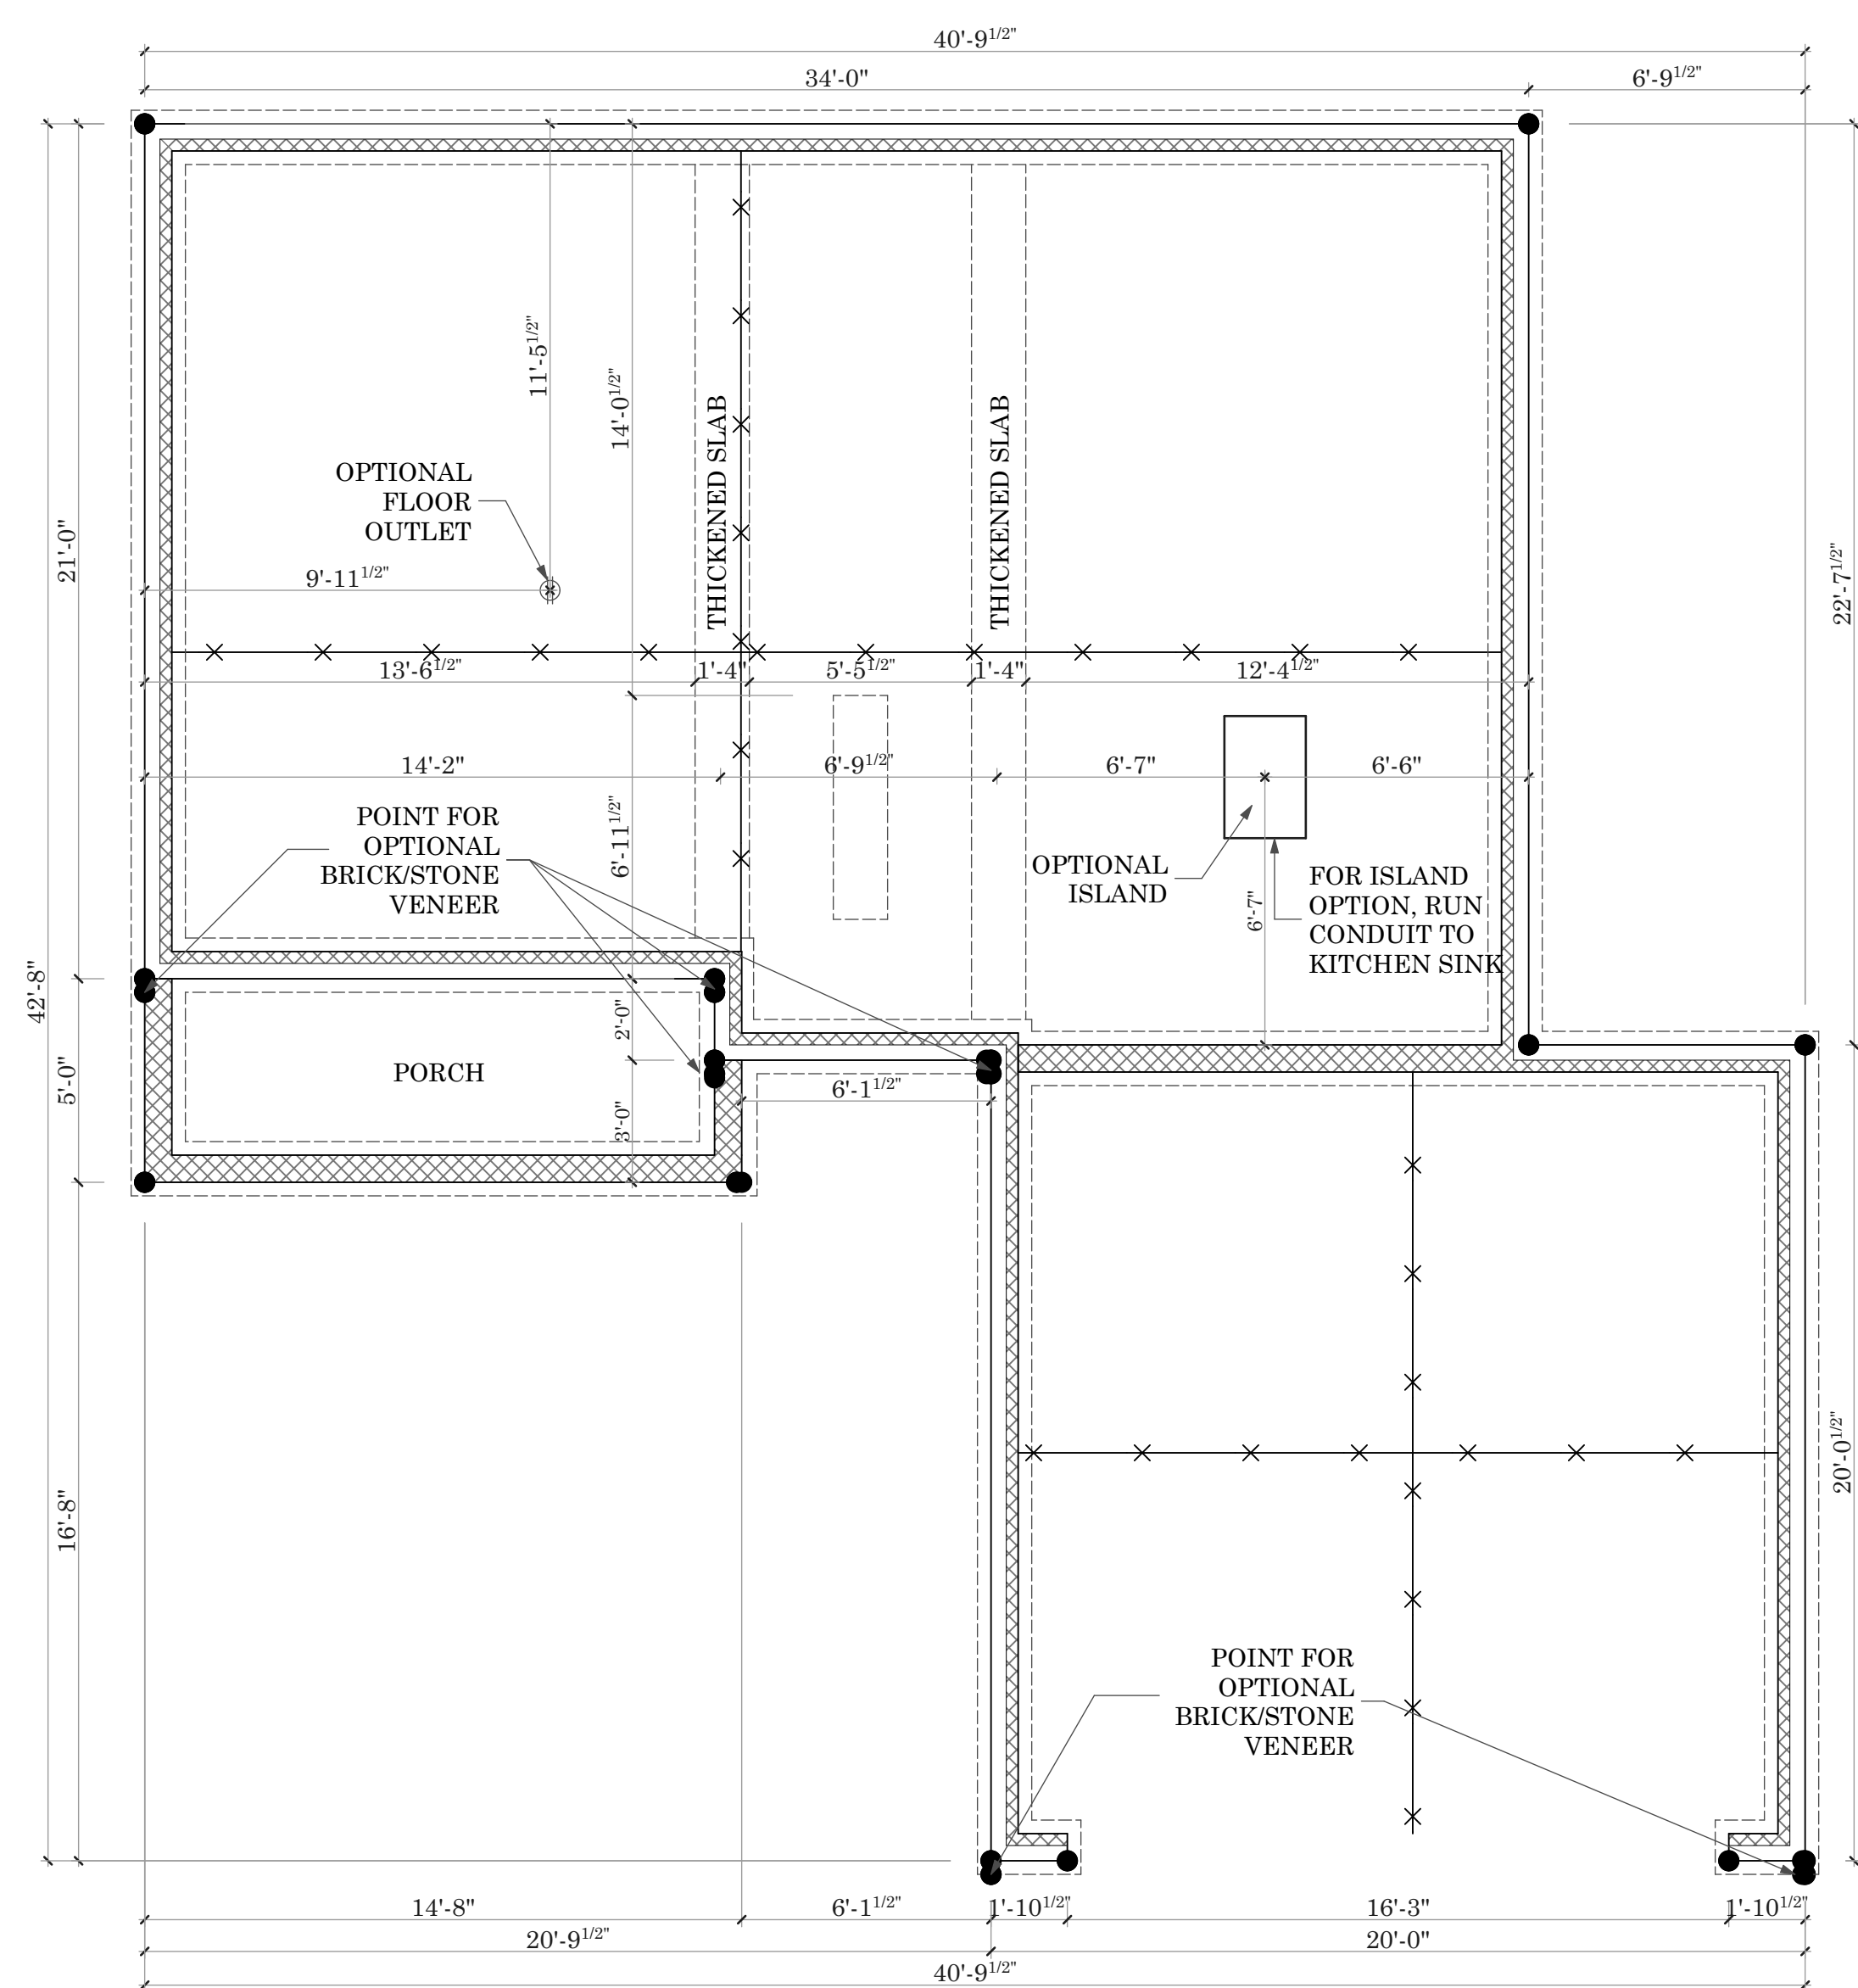 40'-9 1/2"
34'-0"
6'-9 1/2"
11'-5 1/2"
14'-0 1/2"
THICKENED SLAB
THICKENED SLAB
OPTIONAL
FLOOR
OUTLET
21'-0"
22'-7 1/2"
9'-11 1/2"
13'-6 1/2"
1'-4"
5'-5 1/2"
1'-4"
12'-4 1/2"
14'-2"
6'-9 1/2"
6'-7"
6'-6"
POINT FOR
OPTIONAL
BRICK/STONE
VENEER
6'-11 1/2"
OPTIONAL
ISLAND
6'-7"
FOR ISLAND
OPTION, RUN
CONDUIT TO
KITCHEN SINK
42'-8"
5'-0"
2'-0"
PORCH
6'-1 1/2"
3'-0"
16'-8"
20'-0 1/2"
POINT FOR
OPTIONAL
BRICK/STONE
VENEER
14'-8"
6'-1 1/2"
1'-10 1/2"
16'-3"
1'-10 1/2"
20'-9 1/2"
20'-0"
40'-9 1/2"